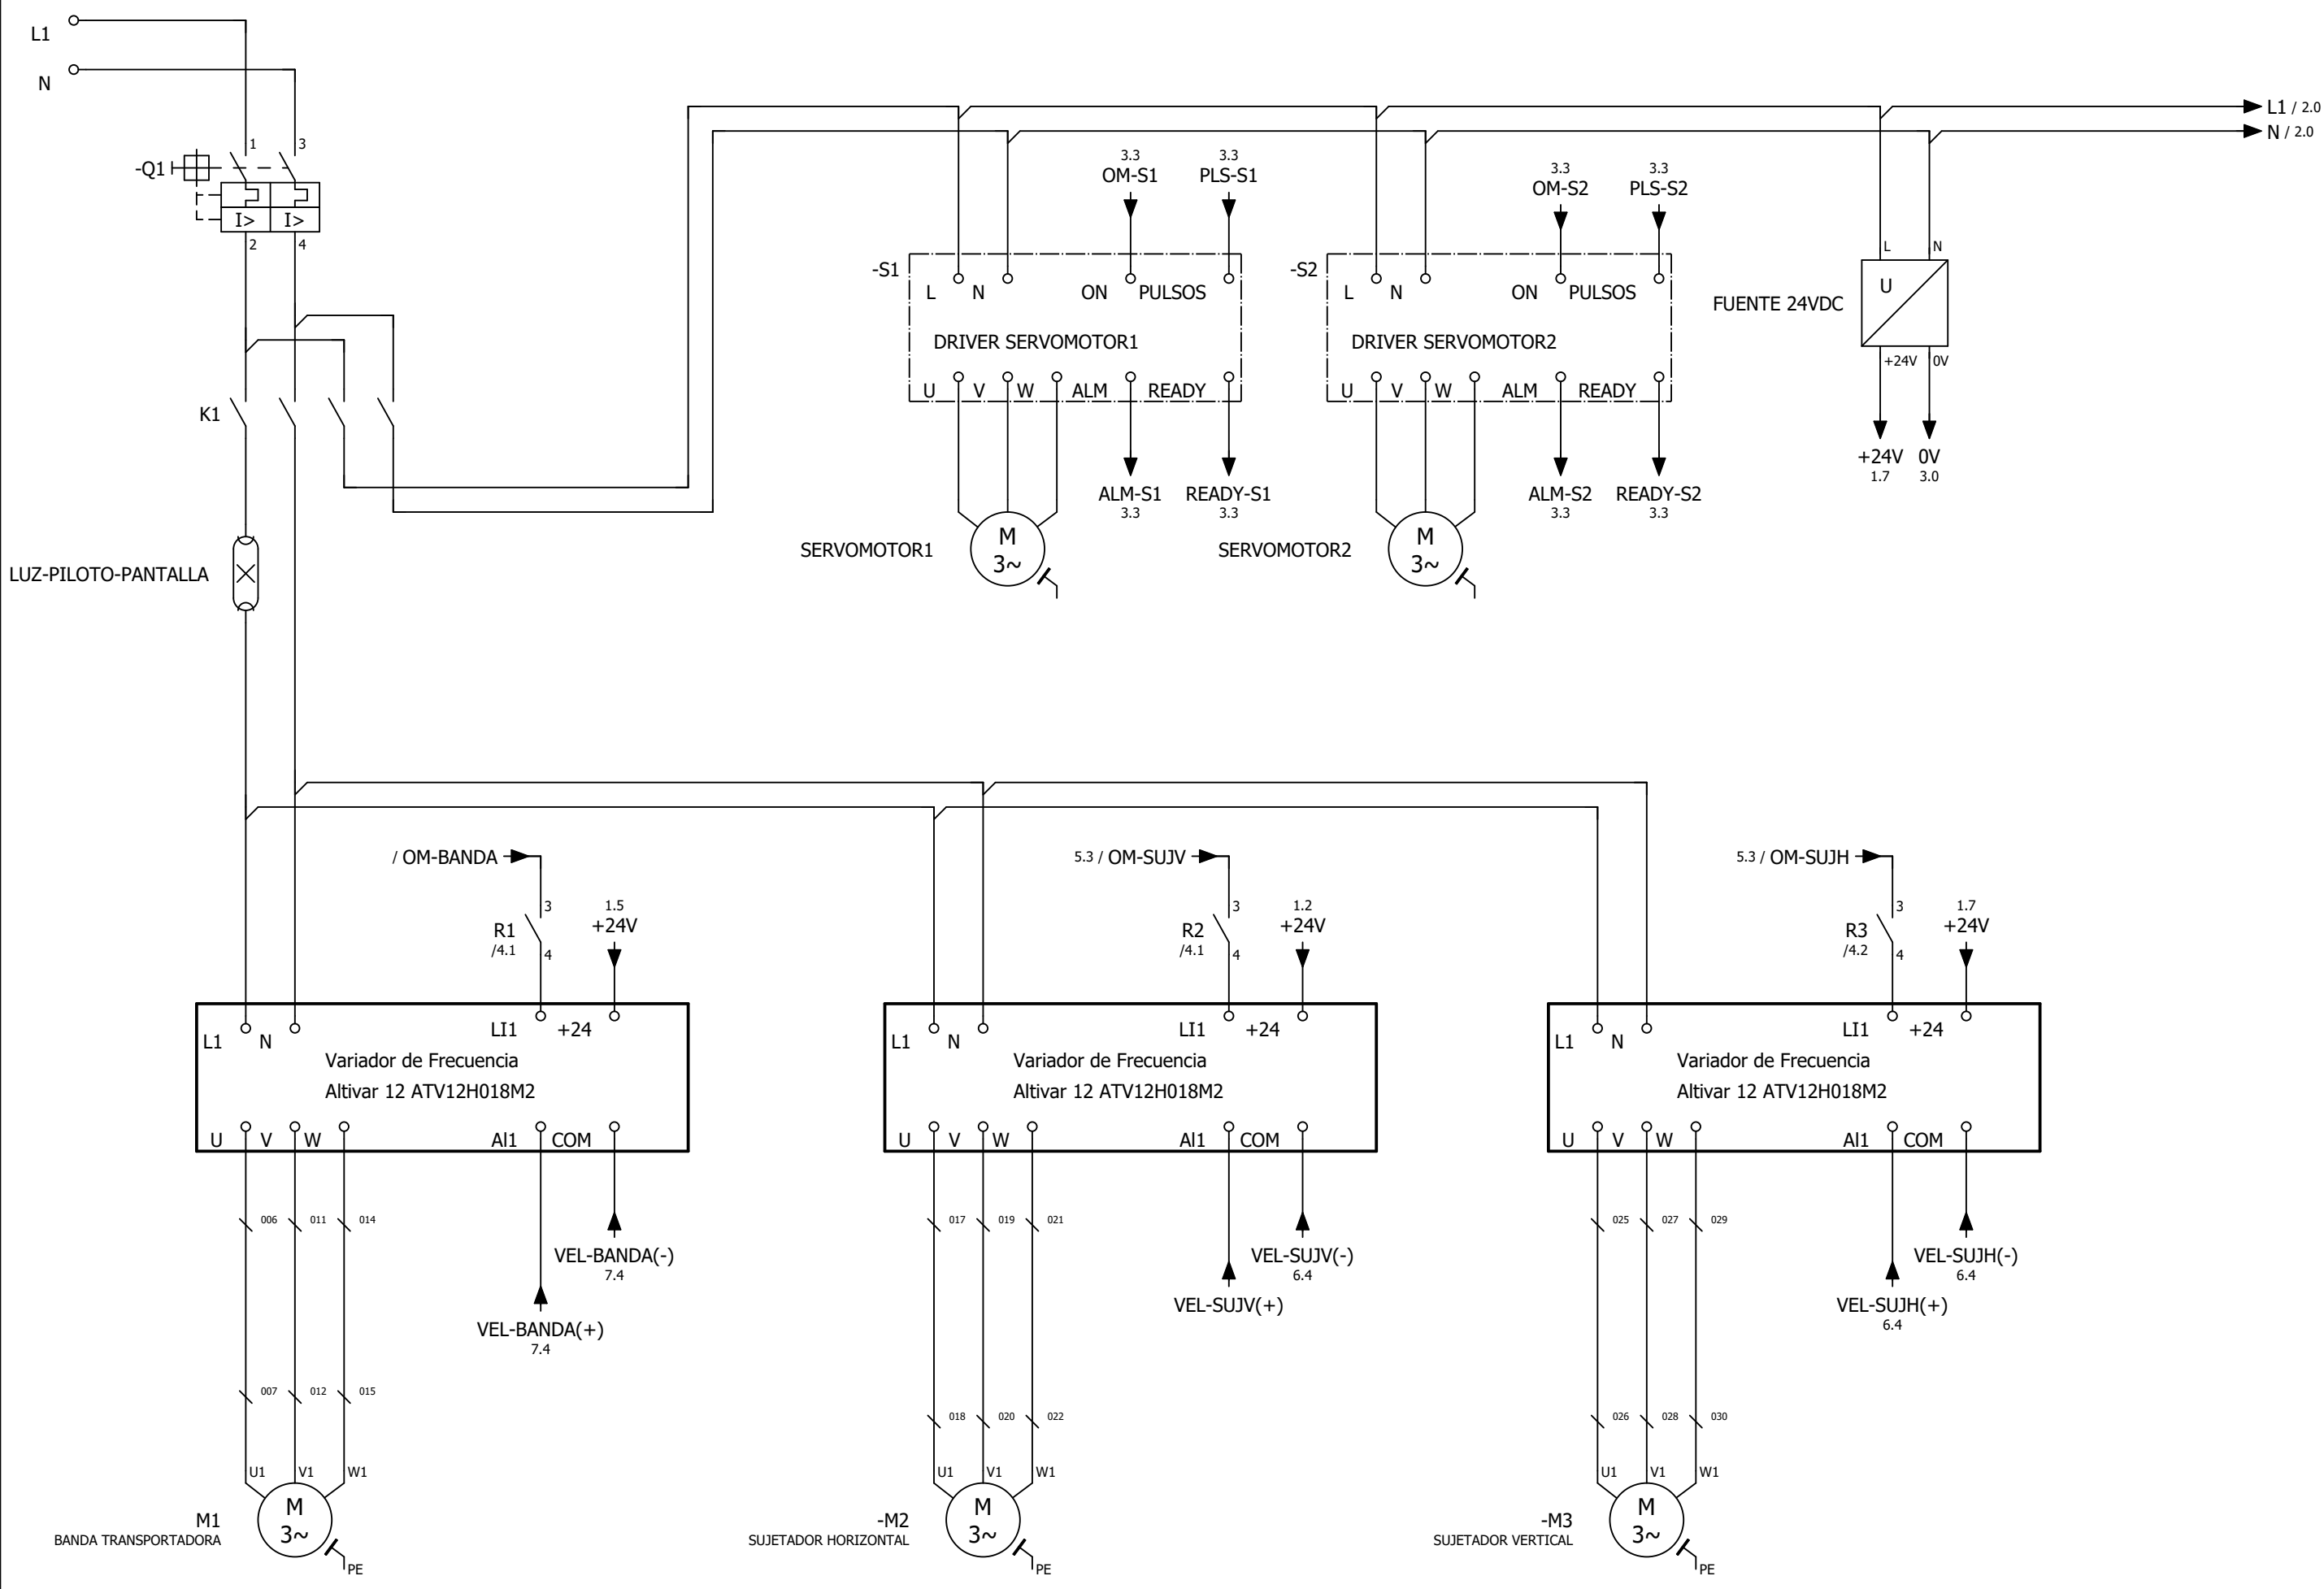 L1
N
L1 / 2.0
N / 2.0
1 3
-Q1
I> I>
2 4
K1
LUZ-PILOTO-PANTALLA
3.3 3.3
OM-S1 PLS-S1
-S1
L N ON PULSOS
DRIVER SERVOMOTOR1
U V W ALM READY
ALM-S1 READY-S1
3.3 3.3
SERVOMOTOR1
M
3~
3.3 3.3
OM-S2 PLS-S2
-S2
L N ON PULSOS
DRIVER SERVOMOTOR2
U V W ALM READY
ALM-S2 READY-S2
3.3 3.3
SERVOMOTOR2
M
3~
L N
U
FUENTE 24VDC
+24V 0V
+24V 0V
1.7 3.0
/ OM-BANDA
3
R1
/4.1
4
1.5
+24V
L1 N LI1 +24
Variador de Frecuencia
Altivar 12 ATV12H018M2
U V W Al1 COM
006 011 014
VEL-BANDA(-)
7.4
VEL-BANDA(+)
7.4
007 012 015
U1 V1 W1
M1
BANDA TRANSPORTADORA
M
3~
PE
5.3 / OM-SUJV
3
R2
/4.1
4
1.2
+24V
L1 N LI1 +24
Variador de Frecuencia
Altivar 12 ATV12H018M2
U V W Al1 COM
017 019 021
VEL-SUJV(-)
6.4
VEL-SUJV(+)
018 020 022
U1 V1 W1
-M2
SUJETADOR HORIZONTAL
M
3~
PE
5.3 / OM-SUJH
3
R3
/4.2
4
1.7
+24V
L1 N LI1 +24
Variador de Frecuencia
Altivar 12 ATV12H018M2
U V W Al1 COM
025 027 029
VEL-SUJH(-)
6.4
VEL-SUJH(+)
6.4
026 028 030
U1 V1 W1
-M3
SUJETADOR VERTICAL
M
3~
PE